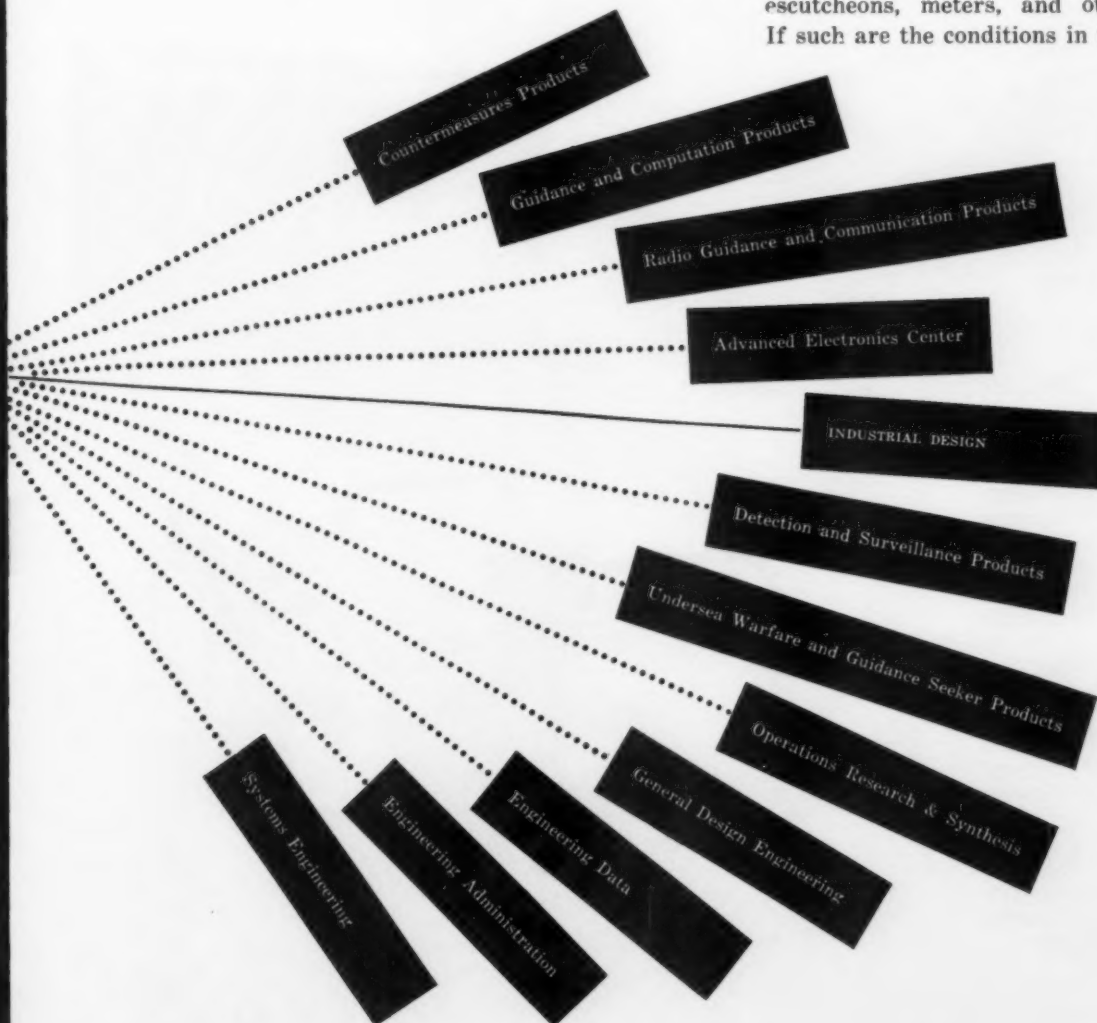 escutcheons, meters, and
If such are the conditions in
Countermeasures Products
Guidance and Computation Products
Radio Guidance and Communication Products
Advanced Electronics Center
INDUSTRIAL DESIGN
Detection and Surveillance Products
Undersea Warfare and Guidance Seeker Products
Operations Research & Synthesis
General Design Engineering
Engineering Data
Engineering Administration
Systems Engineering